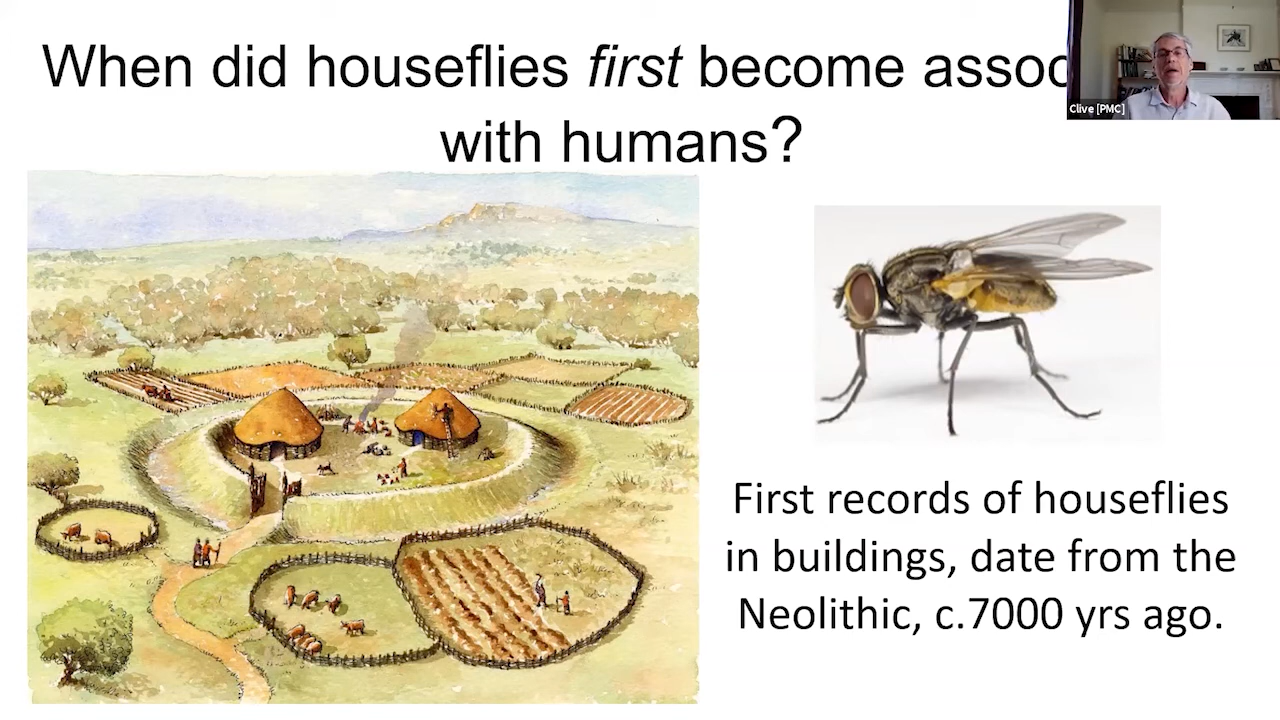 When did houseflies first become assoc
with humans?
Clive [PMC]
First records of houseflies
in buildings, date from the
Neolithic, c.7000 yrs ago.